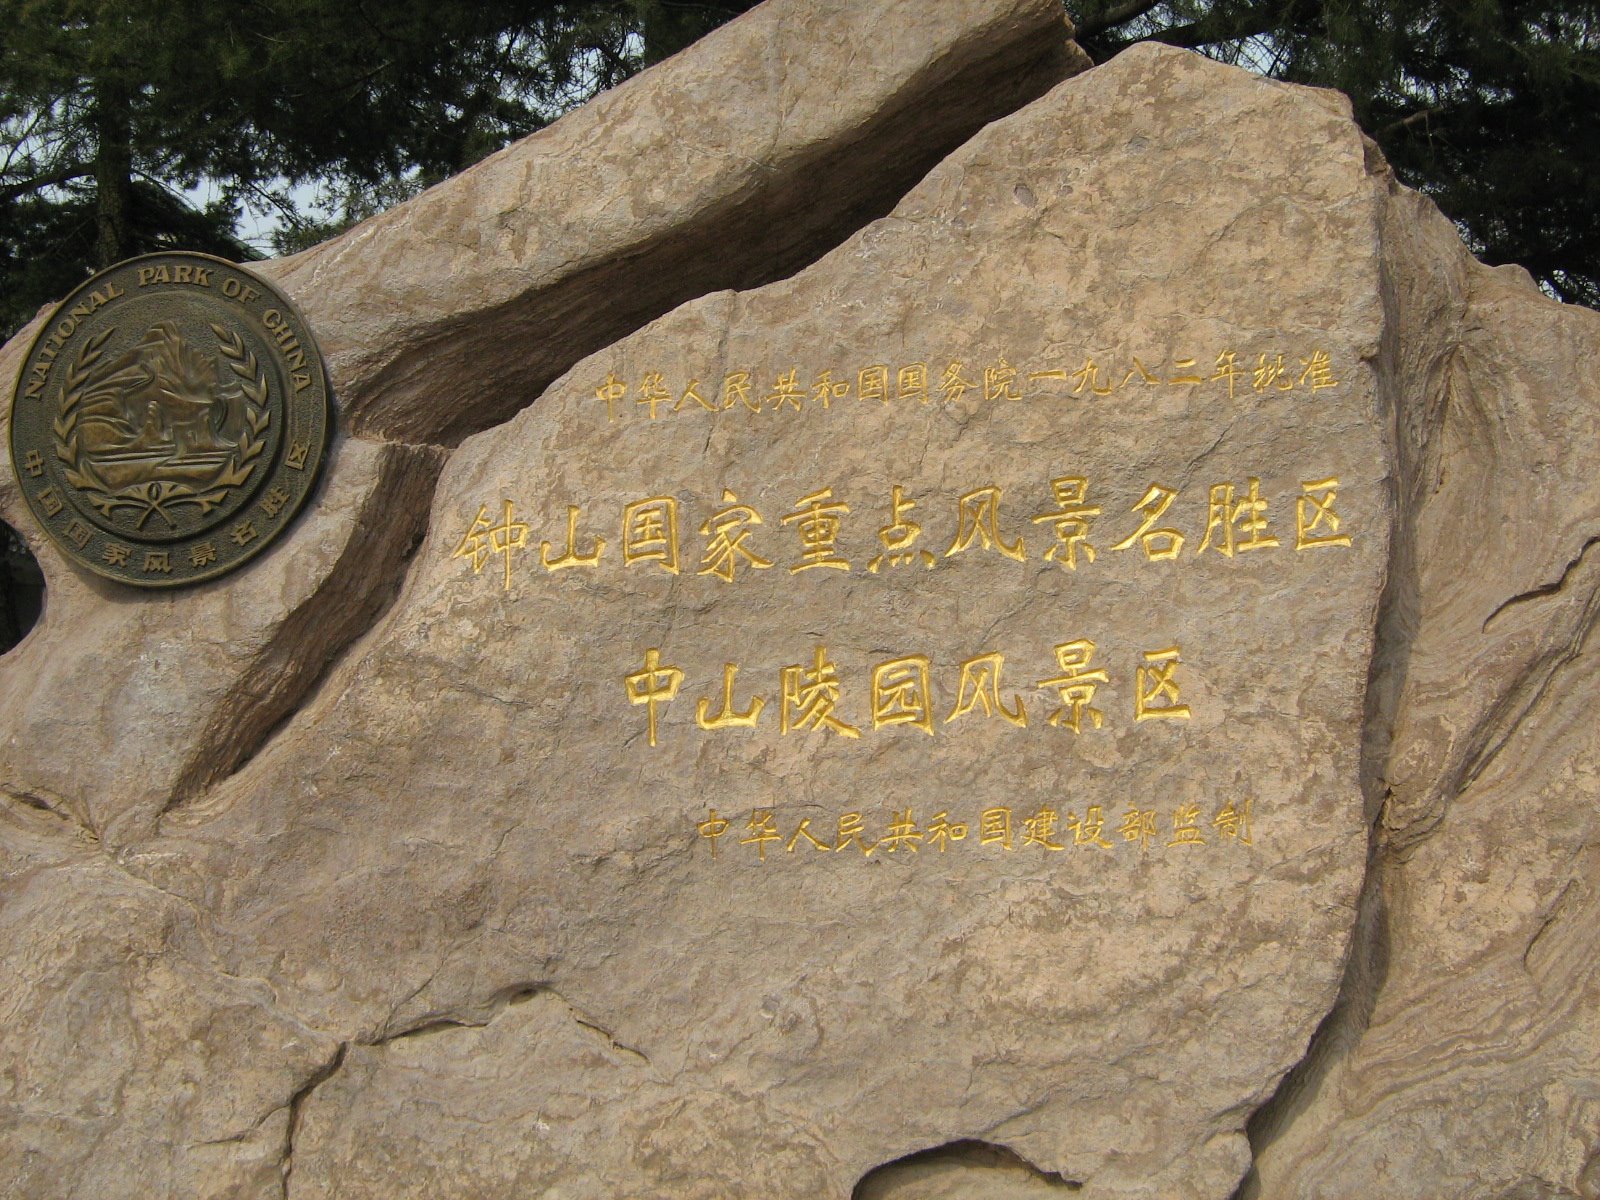 NATIONAL PARK OF CHINA
中国国家风景名胜区
中华人民共和国国务院一九八二年批准
钟山国家重点风景名胜区
中山陵园风景区
中华人民共和国建设部监制